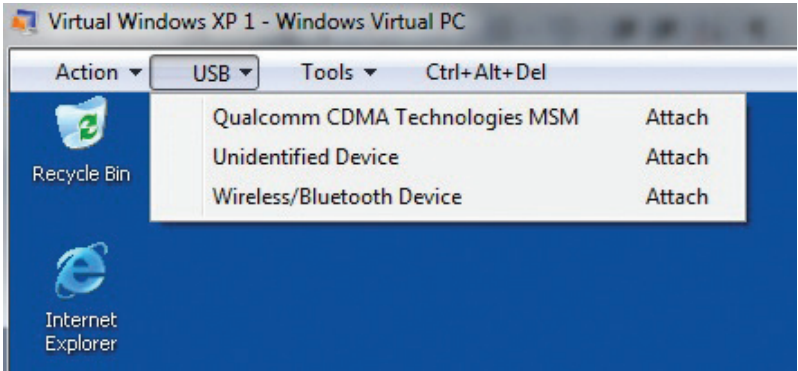 Virtual Windows XP 1 - Windows Virtual PC
Action USB Tools Ctrl+Alt+Del
Qualcomm CDMA Technologies MSM Attach
Unidentified Device Attach
Wireless/Bluetooth Device Attach
Recycle Bin
Internet
Explorer